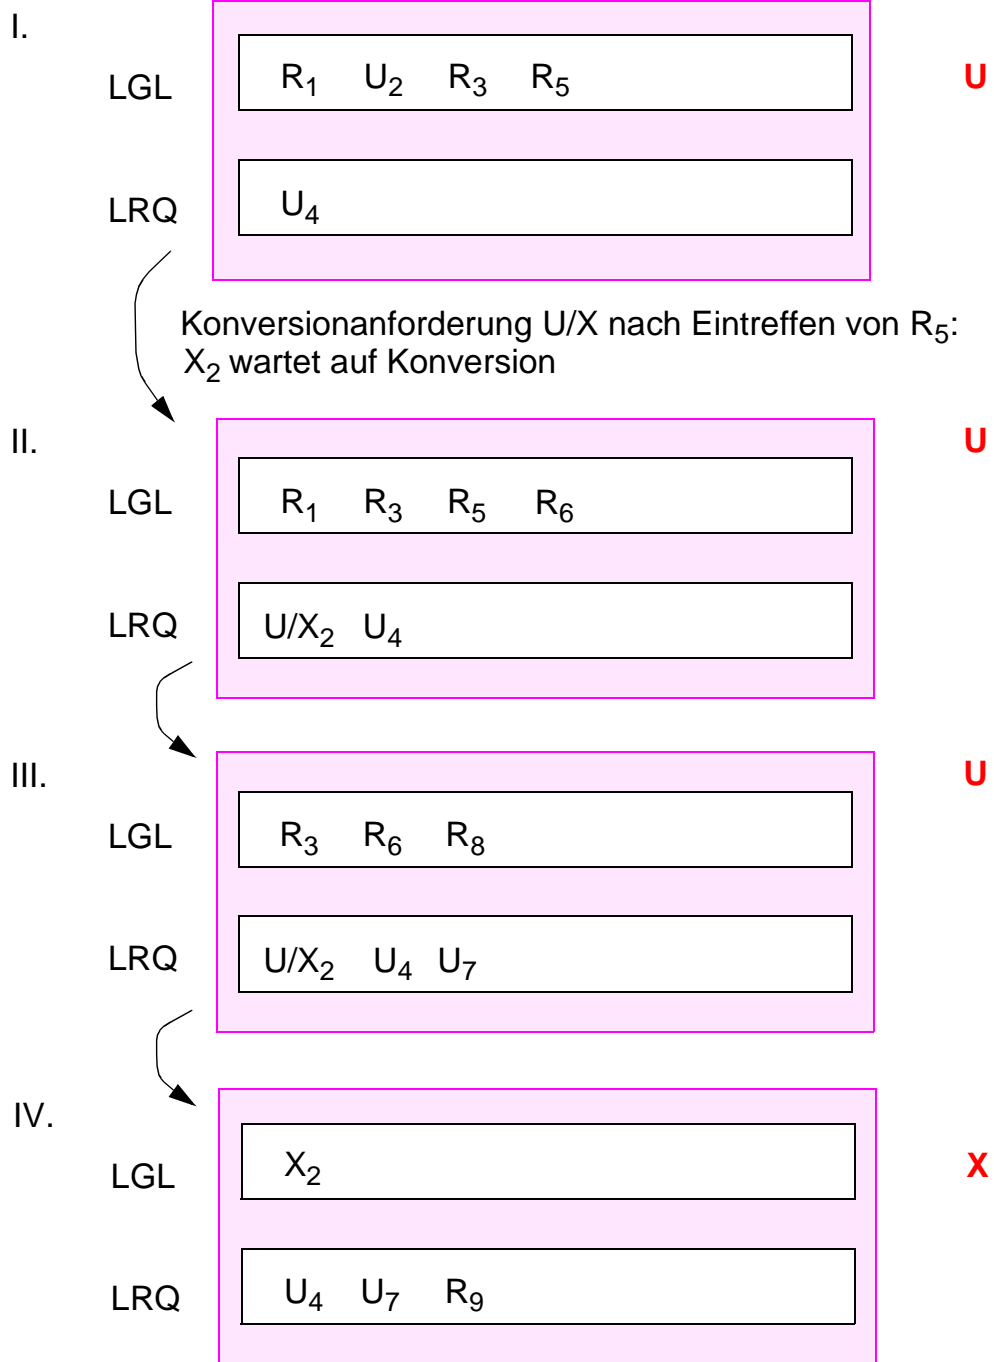 I.
LGL R₁ U₂ R₃ R₅ U
LRQ U₄
Konversionanforderung U/X nach Eintreffen von R₅:
X₂ wartet auf Konversion
II. U
LGL R₁ R₃ R₅ R₆
LRQ U/X₂ U₄
III. U
LGL R₃ R₆ R₈
LRQ U/X₂ U₄ U₇
IV.
LGL X₂ X
LRQ U₄ U₇ R₉